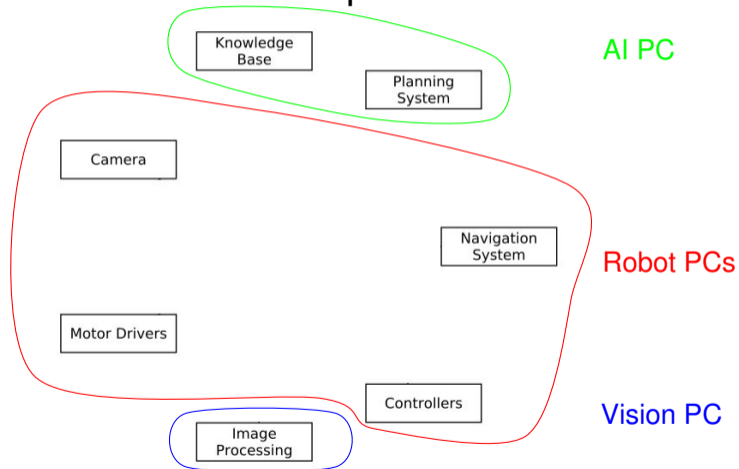 Knowledge
Base
AI PC
Planning
System
Camera
Navigation
System
Robot PCs
Motor Drivers
Controllers
Vision PC
Image
Processing